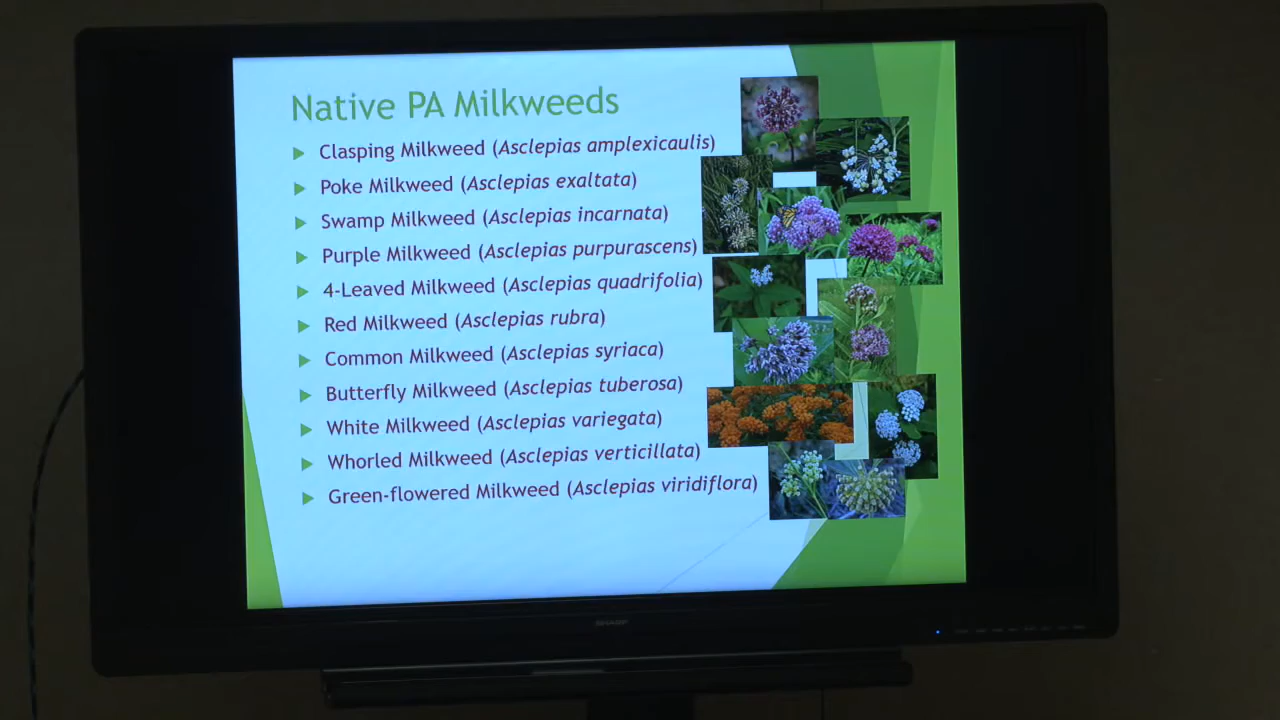 Native PA Milkweeds
Clasping Milkweed (Asclepias amplexicaulis)
Poke Milkweed (Asclepias exaltata)
Swamp Milkweed (Asclepias incarnata)
Purple Milkweed (Asclepias purpurascens)
4-Leaved Milkweed (Asclepias quadrifolia)
Red Milkweed (Asclepias rubra)
Common Milkweed (Asclepias syriaca)
Butterfly Milkweed (Asclepias tuberosa)
White Milkweed (Asclepias variegata)
Whorled Milkweed (Asclepias verticillata)
Green-flowered Milkweed (Asclepias viridiflora)
SHARP